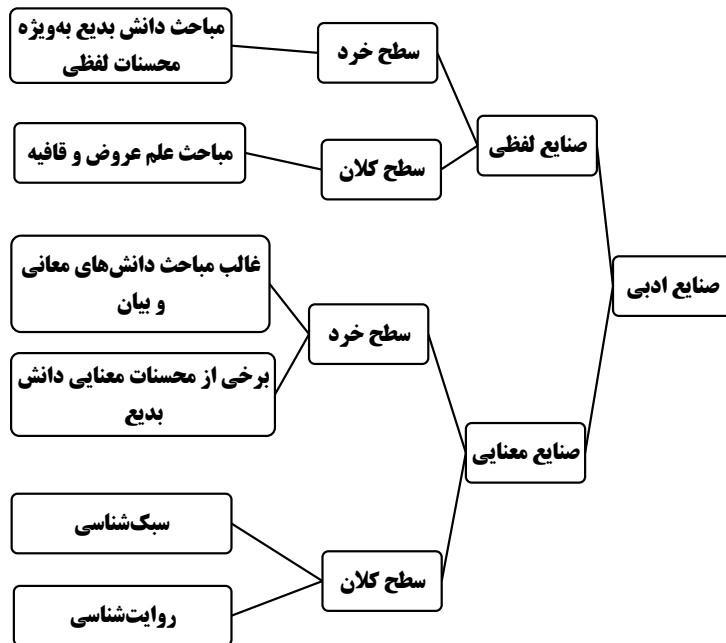 صنایع ادبی
صنایع لفظی
سطح خرد
مباحث دانش بدیع به‌ویژه
محسنات لفظی
سطح کلان
مباحث علم عروض و قافیه
صنایع معنایی
سطح خرد
غالب مباحث دانش‌های معانی
و بیان
برخی از محسنات معنایی دانش
بدیع
سطح کلان
سبک‌شناسی
روایت‌شناسی